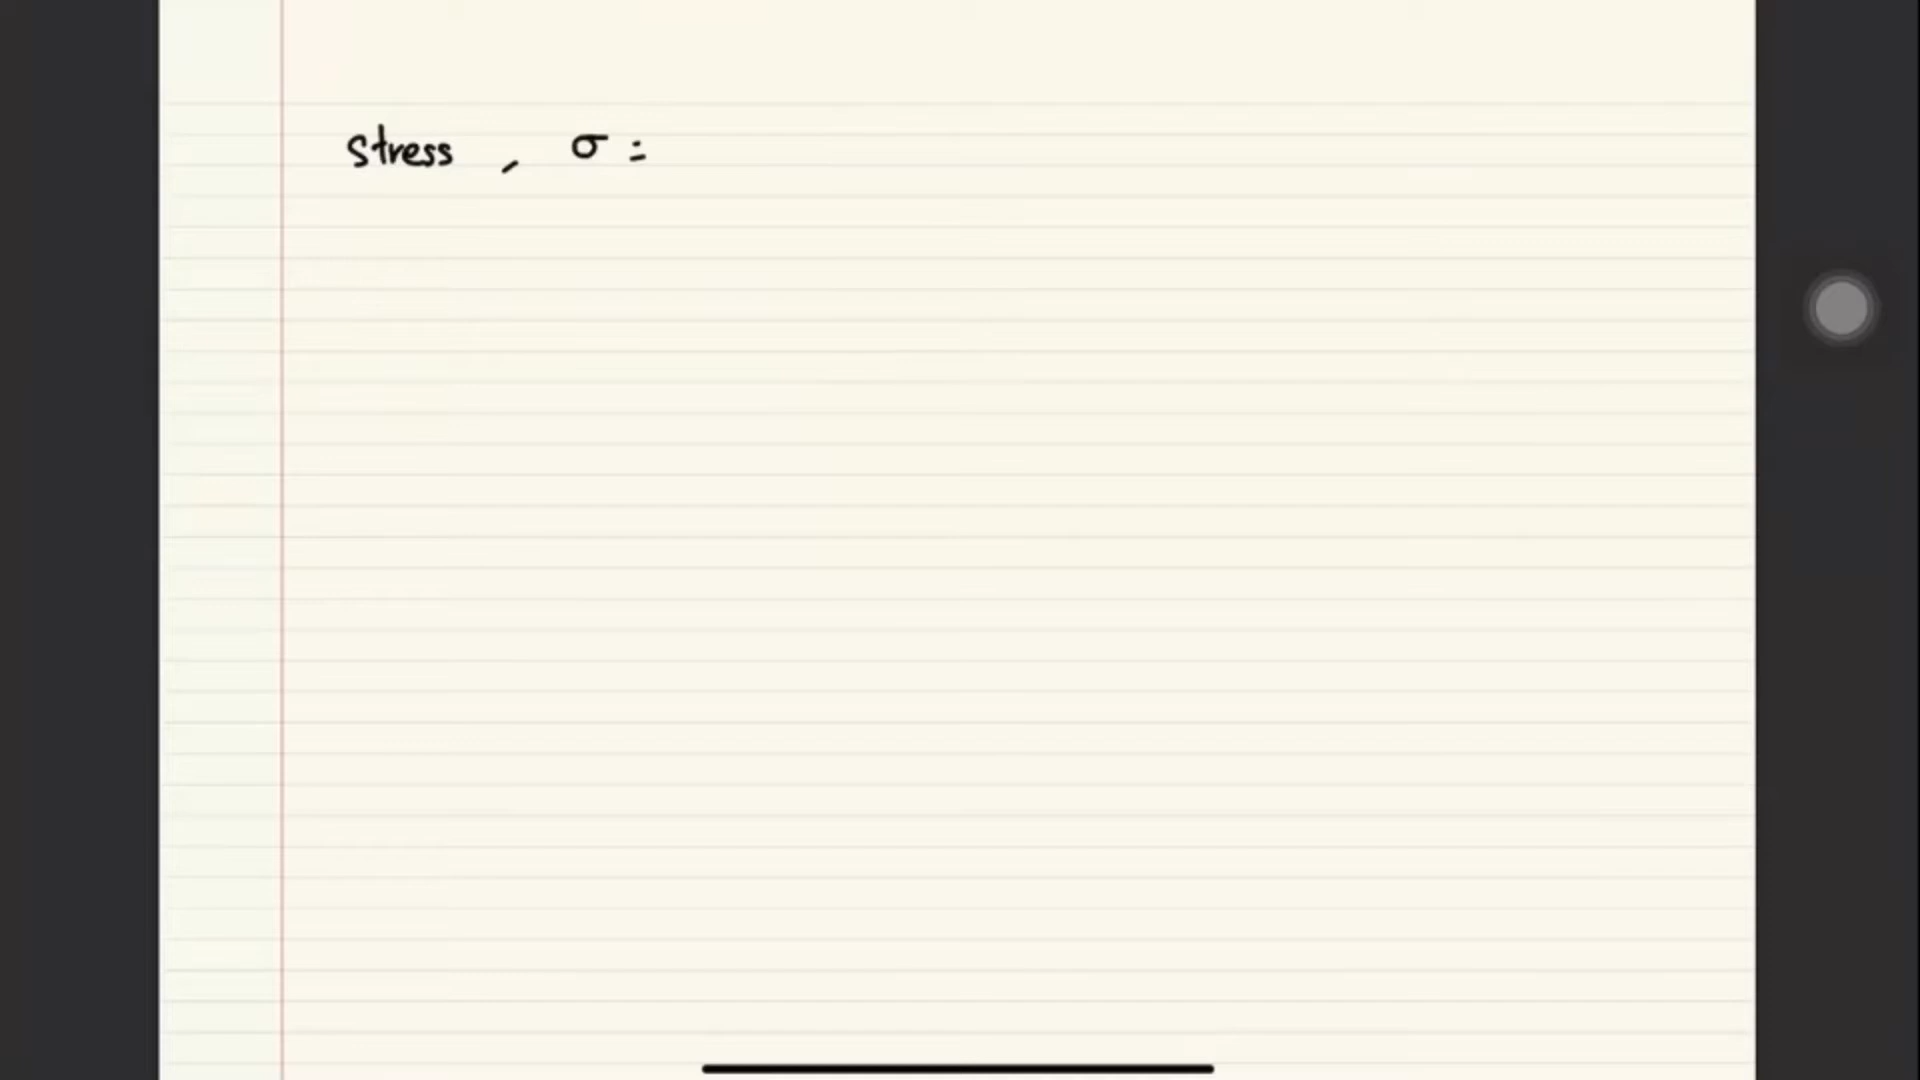 Stress , σ =